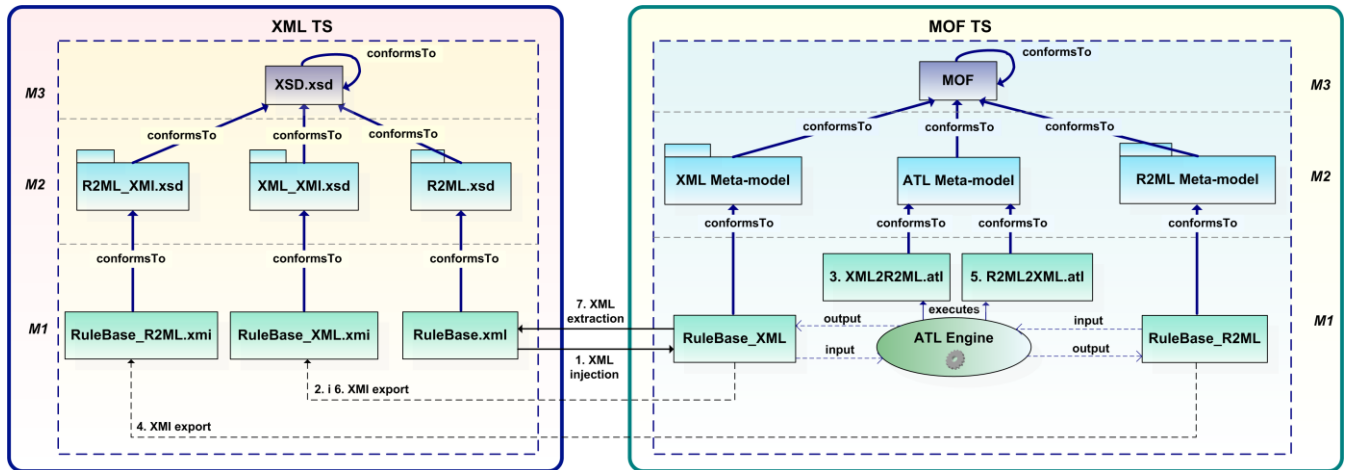 XML TS
conformsTo
XSD.xsd
M3
conformsTo
conformsTo
conformsTo
M2
R2ML_XMI.xsd
XML_XMI.xsd
R2ML.xsd
conformsTo
conformsTo
conformsTo
M1
RuleBase_R2ML.xmi
RuleBase_XML.xmi
RuleBase.xml
7. XML
extraction
1. XML
injection
2. i 6. XMI export
4. XMI export
MOF TS
conformsTo
MOF
M3
conformsTo
conformsTo
conformsTo
XML Meta-model
ATL Meta-model
R2ML Meta-model
M2
conformsTo
conformsTo
conformsTo
conformsTo
3. XML2R2ML.atl
5. R2ML2XML.atl
executes
output
input
RuleBase_XML
ATL Engine
RuleBase_R2ML
M1
input
output